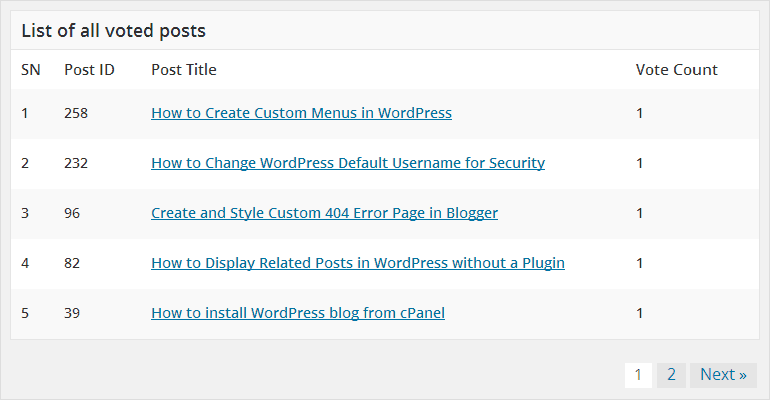 List of all voted posts
SN Post ID Post Title Vote Count
1 258 How to Create Custom Menus in WordPress 1
2 232 How to Change WordPress Default Username for Security 1
3 96 Create and Style Custom 404 Error Page in Blogger 1
4 82 How to Display Related Posts in WordPress without a Plugin 1
5 39 How to install WordPress blog from cPanel 1
1 2 Next »